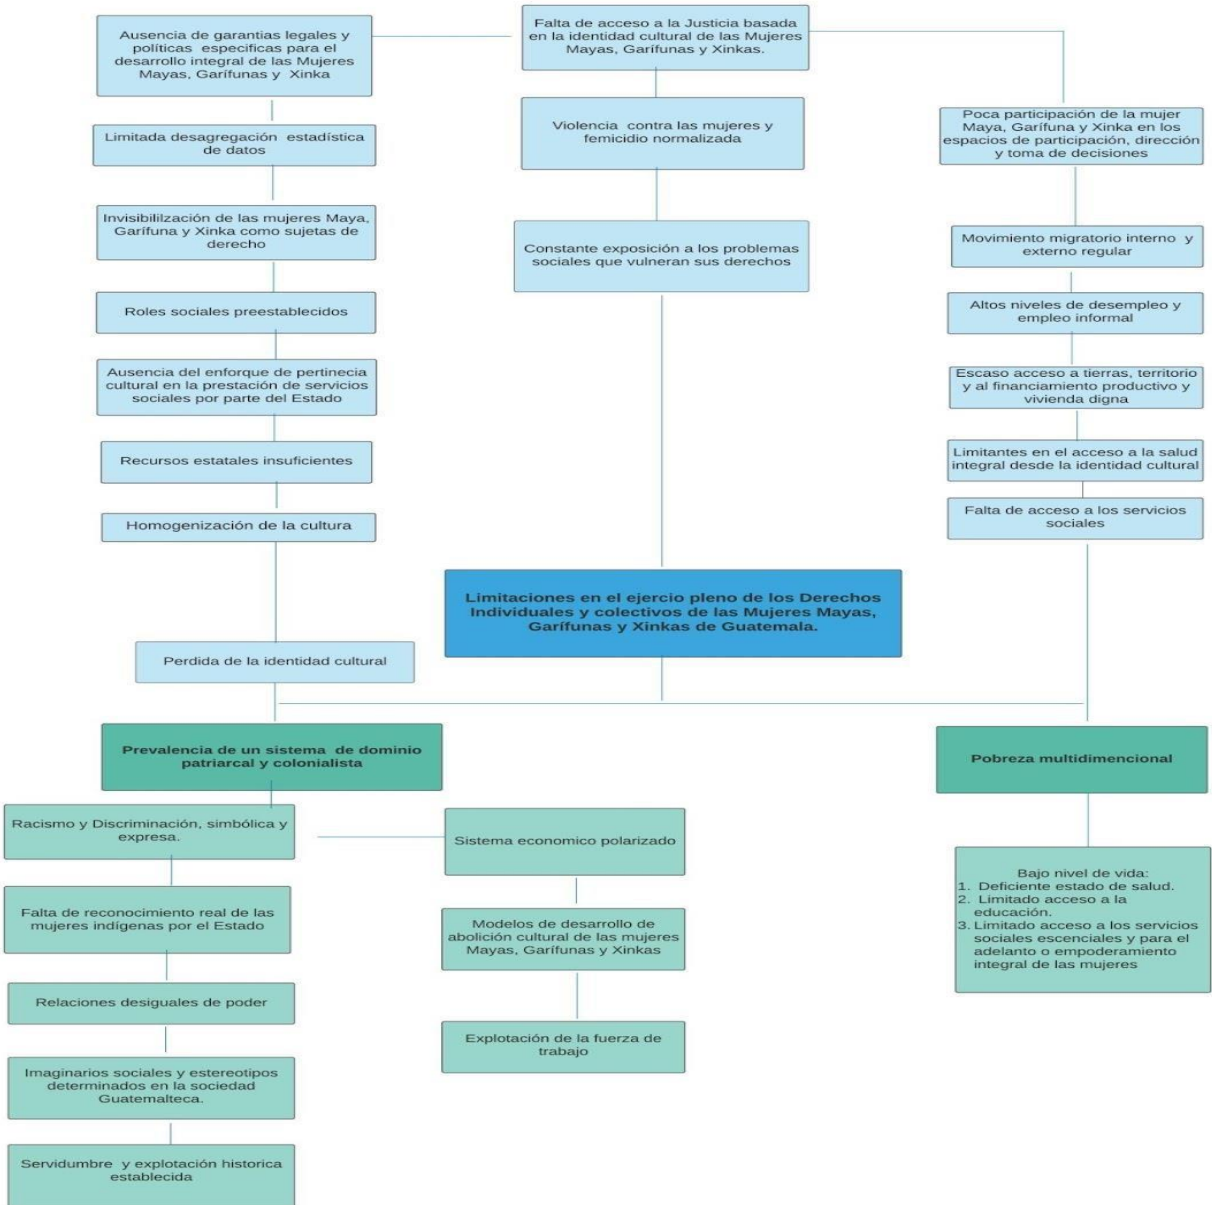 Ausencia de garantias legales y
políticas especificas para el
desarrollo integral de las Mujeres
Mayas, Garífunas y Xinka
Falta de acceso a la Justicia basada
en la identidad cultural de las Mujeres
Mayas, Garífunas y Xinkas.
Limitada desagregación estadística
de datos
Violencia contra las mujeres y
femicidio normalizada
Poca participación de la mujer
Maya, Garífuna y Xinka en los
espacios de participación, dirección
y toma de decisiones
Invisibililzación de las mujeres Maya,
Garífuna y Xinka como sujetas de
derecho
Constante exposición a los problemas
sociales que vulneran sus derechos
Movimiento migratorio interno y
externo regular
Roles sociales preestablecidos
Altos niveles de desempleo y
empleo informal
Ausencia del enforque de pertinecia
cultural en la prestación de servicios
sociales por parte del Estado
Escaso acceso a tierras, territorio
y al financiamiento productivo y
vivienda digna
Recursos estatales insuficientes
Limitantes en el acceso a la salud
integral desde la identidad cultural
Homogenización de la cultura
Falta de acceso a los servicios
sociales
Limitaciones en el ejercio pleno de los Derechos
Individuales y colectivos de las Mujeres Mayas,
Garífunas y Xinkas de Guatemala.
Perdida de la identidad cultural
Prevalencia de un sistema de dominio
patriarcal y colonialista
Pobreza multidimencional
Racismo y Discriminación, simbólica y
expresa.
Sistema economico polarizado
Bajo nivel de vida:
1. Deficiente estado de salud.
2. Limitado acceso a la
educación.
3. Limitado acceso a los servicios
sociales escenciales y para el
adelanto o empoderamiento
integral de las mujeres
Falta de reconocimiento real de las
mujeres indígenas por el Estado
Modelos de desarrollo de
abolición cultural de las mujeres
Mayas, Garífunas y Xinkas
Relaciones desiguales de poder
Explotación de la fuerza de
trabajo
Imaginarios sociales y estereotipos
determinados en la sociedad
Guatemalteca.
Servidumbre y explotación historica
establecida